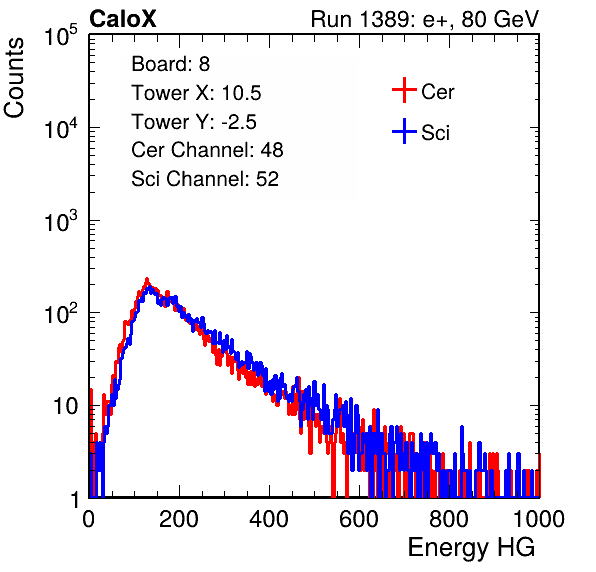 CaloX Run 1389: e+, 80 GeV
Counts
Board: 8
Tower X: 10.5
Tower Y: -2.5
Cer Channel: 48
Sci Channel: 52
Cer
Sci
10^5
10^4
10^3
10^2
10
1
0 200 400 600 800 1000
Energy HG